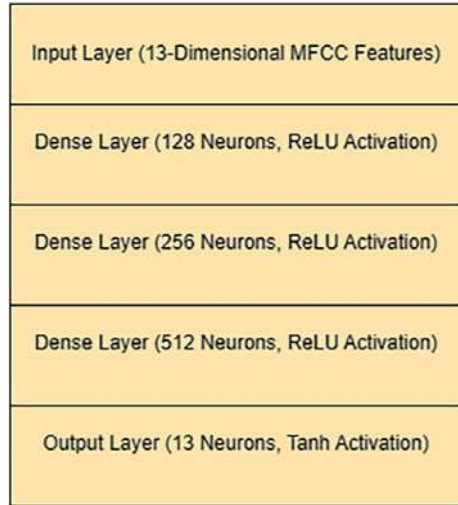 Input Layer (13-Dimensional MFCC Features)
Dense Layer (128 Neurons, ReLU Activation)
Dense Layer (256 Neurons, ReLU Activation)
Dense Layer (512 Neurons, ReLU Activation)
Output Layer (13 Neurons, Tanh Activation)